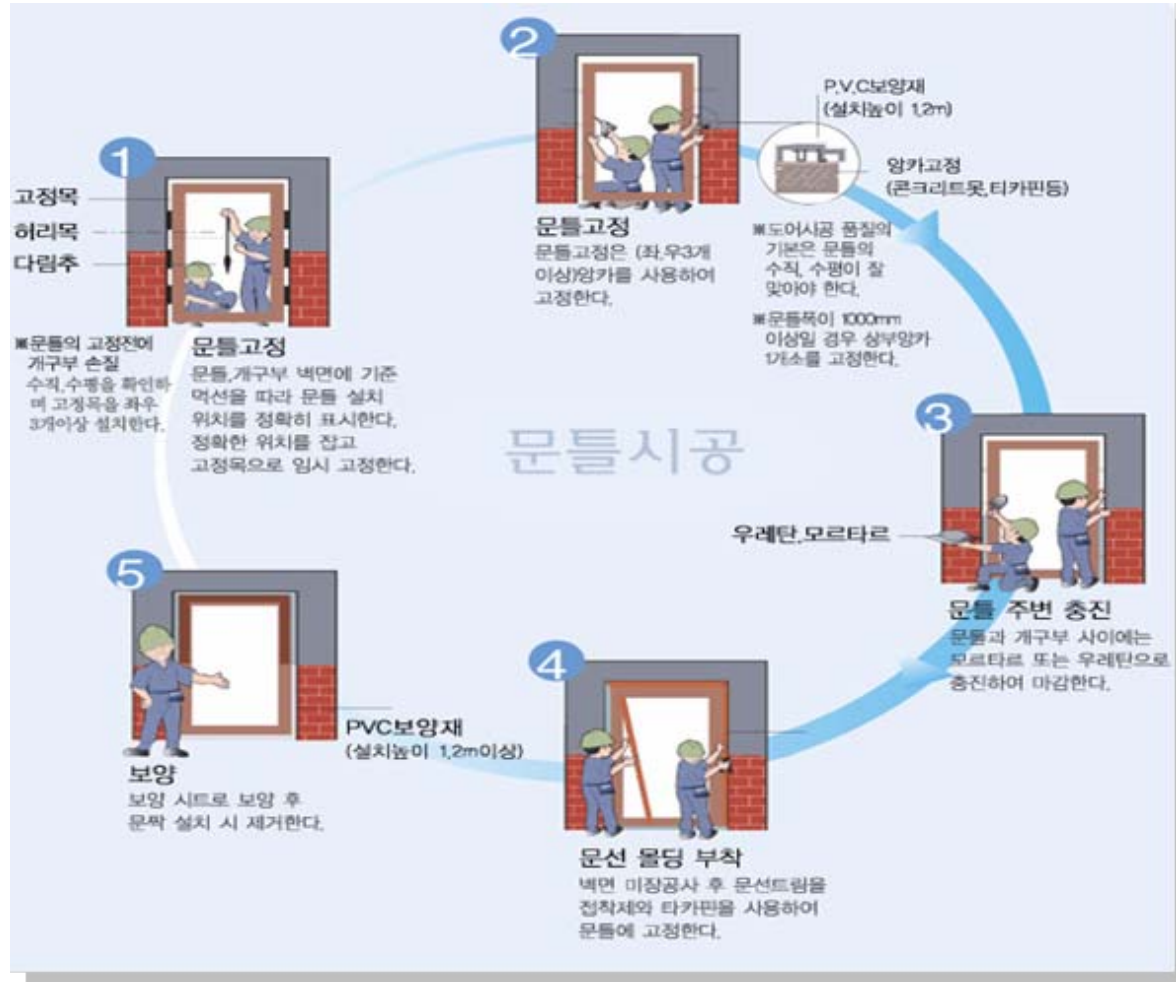 1
고정목
허리목
다림추
※문틀의 고정전에
개구부 손질
수직,수평을 확인하
며 고정목을 좌우
3개이상 설치한다.
문틀고정
문틀,개구부 벽면에 기준
먹선을 따라 문틀 설치
위치를 정확히 표시한다.
정확한 위치를 잡고
고정목으로 임시 고정한다.
2
P.V.C보양재
(설치높이 1.2m)
앙카고정
(콘크리트못,티카핀등)
문틀고정
문틀고정은 (좌,우3개
이상)앙카를 사용하여
고정한다.
※도어시공 품질의
기본은 문틀의
수직, 수평이 잘
맞아야 한다.
※문틀폭이 1000mm
이상일 경우 상부앙카
1개소를 고정한다.
문틀시공
3
우레탄,모르타르
문틀 주변 충진
문틀과 개구부 사이에는
모르타르 또는 우레탄으로
충진하여 마감한다.
4
문선 몰딩 부착
벽면 미장공사 후 문선트림을
접착제와 타카핀을 사용하여
문틀에 고정한다.
5
PVC보양재
(설치높이 1.2m이상)
보양
보양 시트로 보양 후
문짝 설치 시 제거한다.